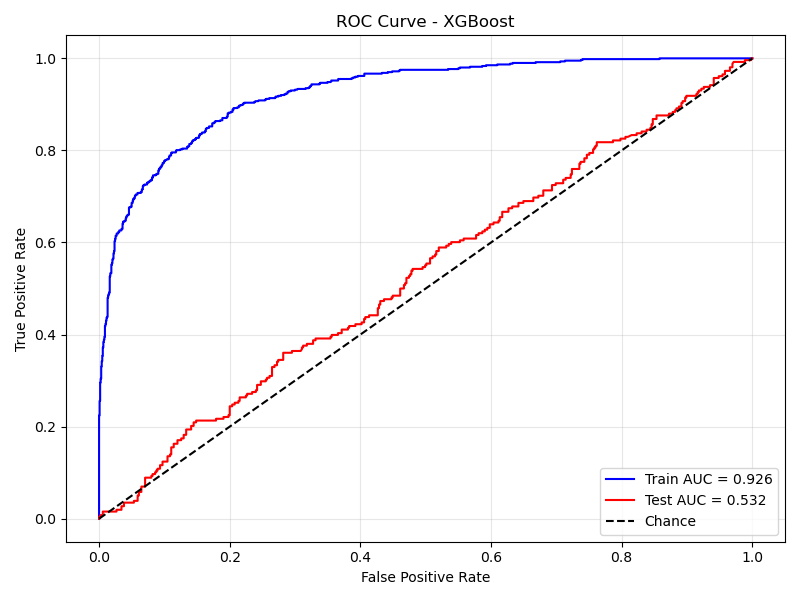 ROC Curve - XGBoost
True Positive Rate
1.0
0.8
0.6
0.4
0.2
0.0
Train AUC = 0.926
Test AUC = 0.532
Chance
0.0 0.2 0.4 0.6 0.8 1.0
False Positive Rate